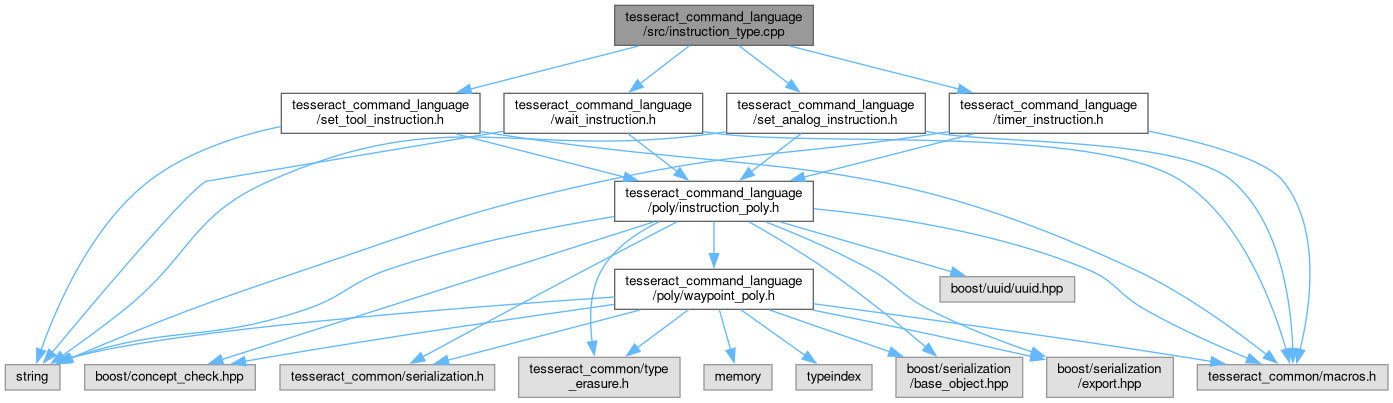 tesseract_command_language
/src/instruction_type.cpp
tesseract_command_language
/set_tool_instruction.h
tesseract_command_language
/wait_instruction.h
tesseract_command_language
/set_analog_instruction.h
tesseract_command_language
/timer_instruction.h
tesseract_command_language
/poly/instruction_poly.h
tesseract_command_language
/poly/waypoint_poly.h
boost/uuid/uuid.hpp
string
boost/concept_check.hpp
tesseract_common/serialization.h
tesseract_common/type
_erasure.h
memory
typeindex
boost/serialization
/base_object.hpp
boost/serialization
/export.hpp
tesseract_common/macros.h